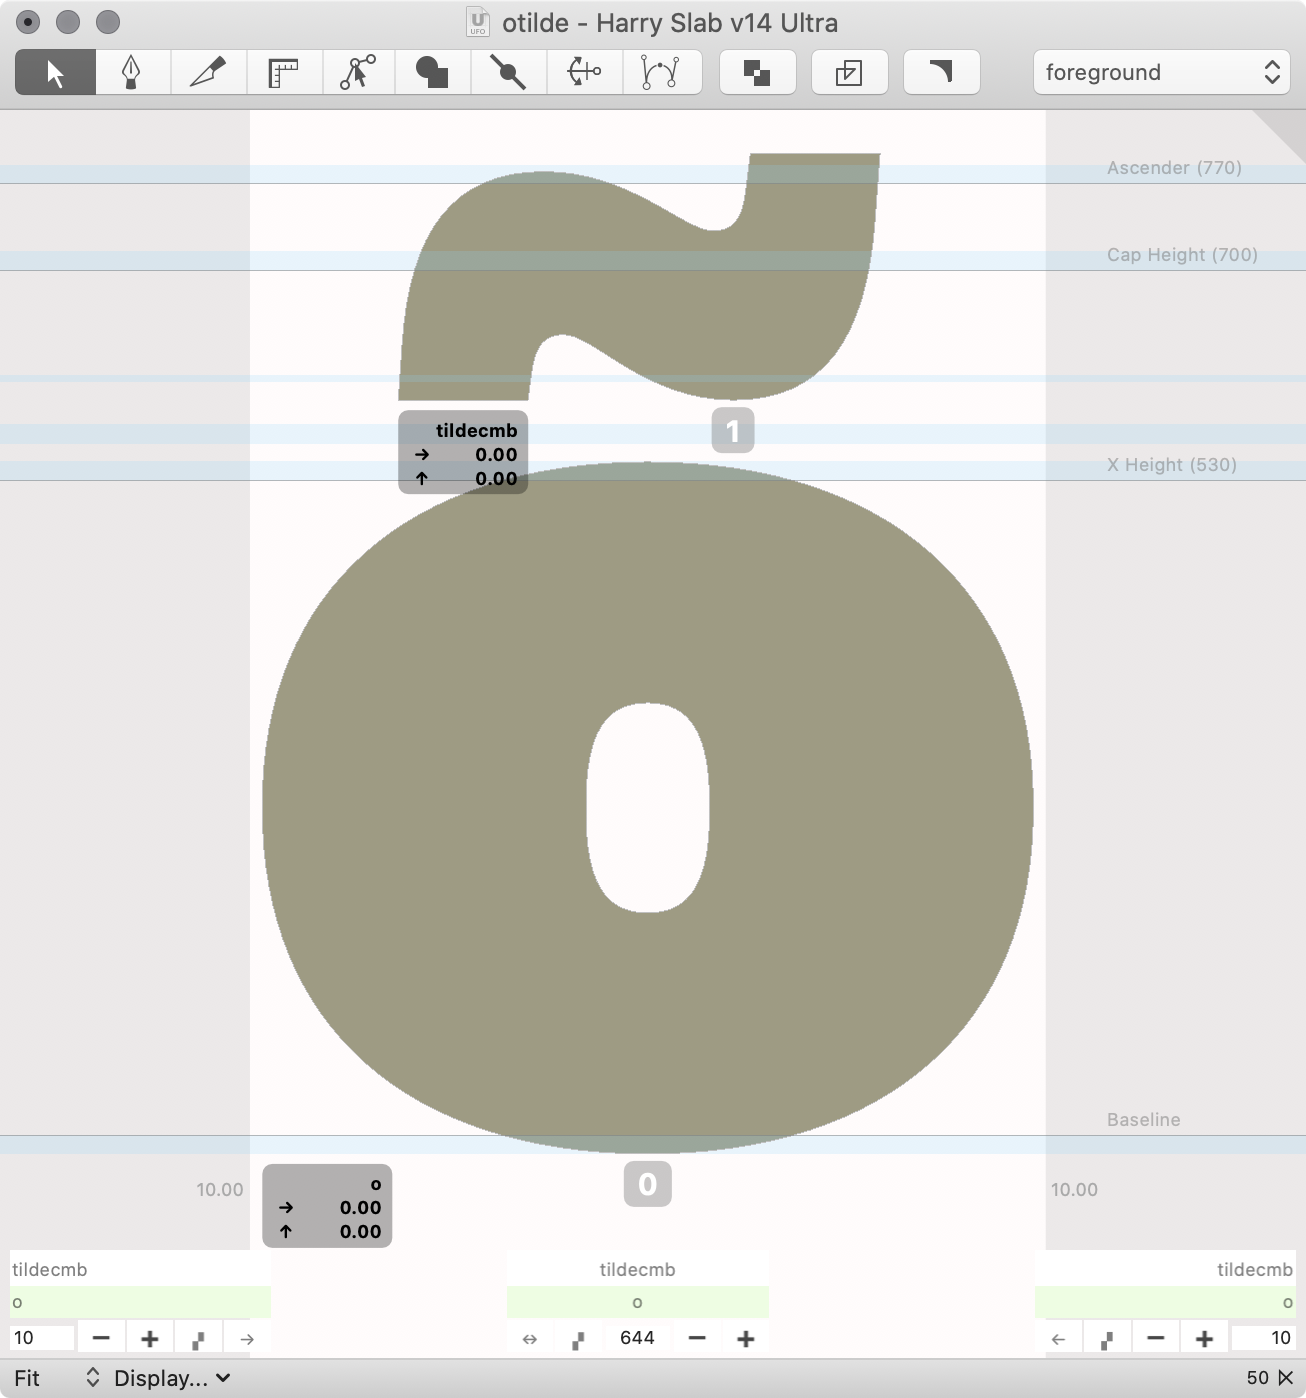 otilde - Harry Slab v14 Ultra
foreground
Ascender (770)
Cap Height (700)
tildecmb
→ 0.00
↑ 0.00
1
X Height (530)
Baseline
10.00
o
→ 0.00
↑ 0.00
0
10.00
tildecmb tildecmb tildecmb
o o o
10 − + → ↔ 644 − + ← − + 10
Fit Display... 50